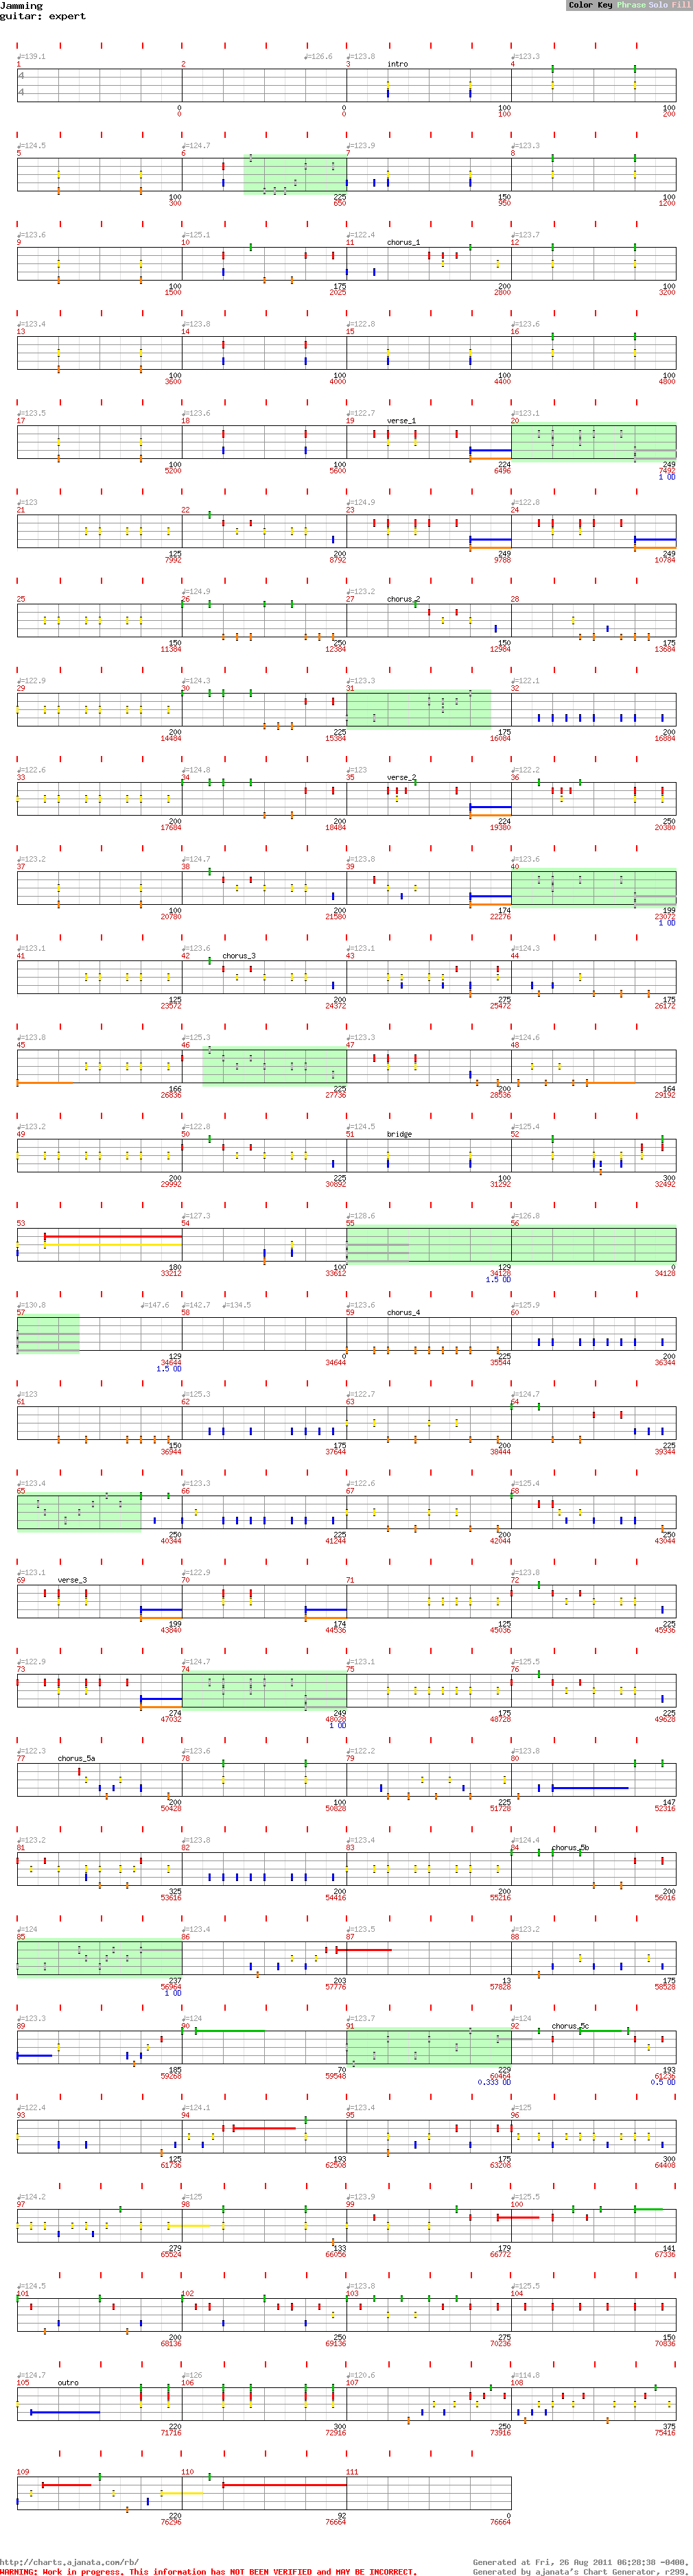 Jamming
guitar: expert
Color Key Phrase Solo Fill
♩=139.1 ♩=126.6 ♩=123.8 ♩=123.3
1 2 3 intro 4
4
4
0 0 100 100
0 0 100 200
♩=124.5 ♩=124.7 ♩=123.9 ♩=123.3
5 6 7 8
100 225 150 100
300 650 950 1200
♩=123.6 ♩=125.1 ♩=122.4 ♩=123.7
9 10 11 chorus_1 12
100 175 200 100
1500 2025 2800 3200
♩=123.4 ♩=123.8 ♩=122.8 ♩=123.6
13 14 15 16
100 100 100 100
3600 4000 4400 4800
♩=123.5 ♩=123.6 ♩=122.7 ♩=123.1
17 18 19 verse_1 20
100 100 224 249
5200 5600 6496 7492
1 OD
♩=123 ♩=124.9 ♩=122.8
21 22 23 24
125 200 249 249
7992 8792 9788 10784
♩=124.9 ♩=123.2
25 26 27 chorus_2 28
150 250 150 175
11384 12384 12984 13684
♩=122.9 ♩=124.3 ♩=123.3 ♩=122.1
29 30 31 32
200 225 175 200
14484 15384 16084 16884
♩=122.6 ♩=124.8 ♩=123 ♩=122.2
33 34 35 verse_2 36
200 200 224 250
17684 18484 19380 20380
♩=123.2 ♩=124.7 ♩=123.8 ♩=123.6
37 38 39 40
100 200 174 199
20780 21580 22276 23072
1 OD
♩=123.1 ♩=123.6 ♩=123.1 ♩=124.3
41 42 chorus_3 43 44
125 200 275 175
23572 24372 25472 26172
♩=123.8 ♩=125.3 ♩=123.3 ♩=124.6
45 46 47 48
166 225 200 164
26836 27736 28536 29192
♩=123.2 ♩=122.8 ♩=124.5 ♩=125.4
49 50 51 bridge 52
200 225 100 300
29992 30892 31292 32492
♩=127.3 ♩=128.6 ♩=126.8
53 54 55 56
180 100 129 0
33212 33612 34128 34128
1.5 OD
♩=130.8 ♩=147.6 ♩=142.7 ♩=134.5 ♩=123.6 ♩=125.9
57 58 59 chorus_4 60
129 0 225 200
34644 34644 35544 36344
1.5 OD
♩=123 ♩=125.3 ♩=122.7 ♩=124.7
61 62 63 64
150 175 200 225
36944 37644 38444 39344
♩=123.4 ♩=123.3 ♩=122.6 ♩=125.4
65 66 67 68
250 225 200 250
40344 41244 42044 43044
♩=123.1 ♩=122.9 ♩=123.8
69 verse_3 70 71 72
199 174 125 225
43840 44536 45036 45936
♩=122.9 ♩=124.7 ♩=123.1 ♩=125.5
73 74 75 76
274 249 175 225
47032 48028 48728 49628
1 OD
♩=122.3 ♩=123.6 ♩=122.2 ♩=123.8
77 chorus_5a 78 79 80
200 100 225 147
50428 50828 51728 52316
♩=123.2 ♩=123.8 ♩=123.4 ♩=124.4
81 82 83 84 chorus_5b
325 200 200 200
53616 54416 55216 56016
♩=124 ♩=123.4 ♩=123.5 ♩=123.2
85 86 87 88
237 203 13 175
56964 57776 57828 58528
1 OD
♩=123.3 ♩=124 ♩=123.7 ♩=124
89 90 91 92 chorus_5c
185 70 229 193
59268 59548 60464 61236
0.333 OD 0.5 OD
♩=122.4 ♩=124.1 ♩=123.4 ♩=125
93 94 95 96
125 193 175 300
61736 62508 63208 64408
♩=124.2 ♩=125 ♩=123.9 ♩=125.5
97 98 99 100
279 133 179 141
65524 66056 66772 67336
♩=124.5 ♩=123.8 ♩=125.5
101 102 103 104
200 250 275 150
68136 69136 70236 70836
♩=124.7 ♩=126 ♩=120.6 ♩=114.8
105 outro 106 107 108
220 300 250 375
71716 72916 73916 75416
109 110 111
220 92 0
76296 76664 76664
http://charts.ajanata.com/rb/ Generated at Fri, 26 Aug 2011 06:28:38 -0400.
WARNING: Work in progress. This information has NOT BEEN VERIFIED and MAY BE INCORRECT. Generated by ajanata's Chart Generator, r299.